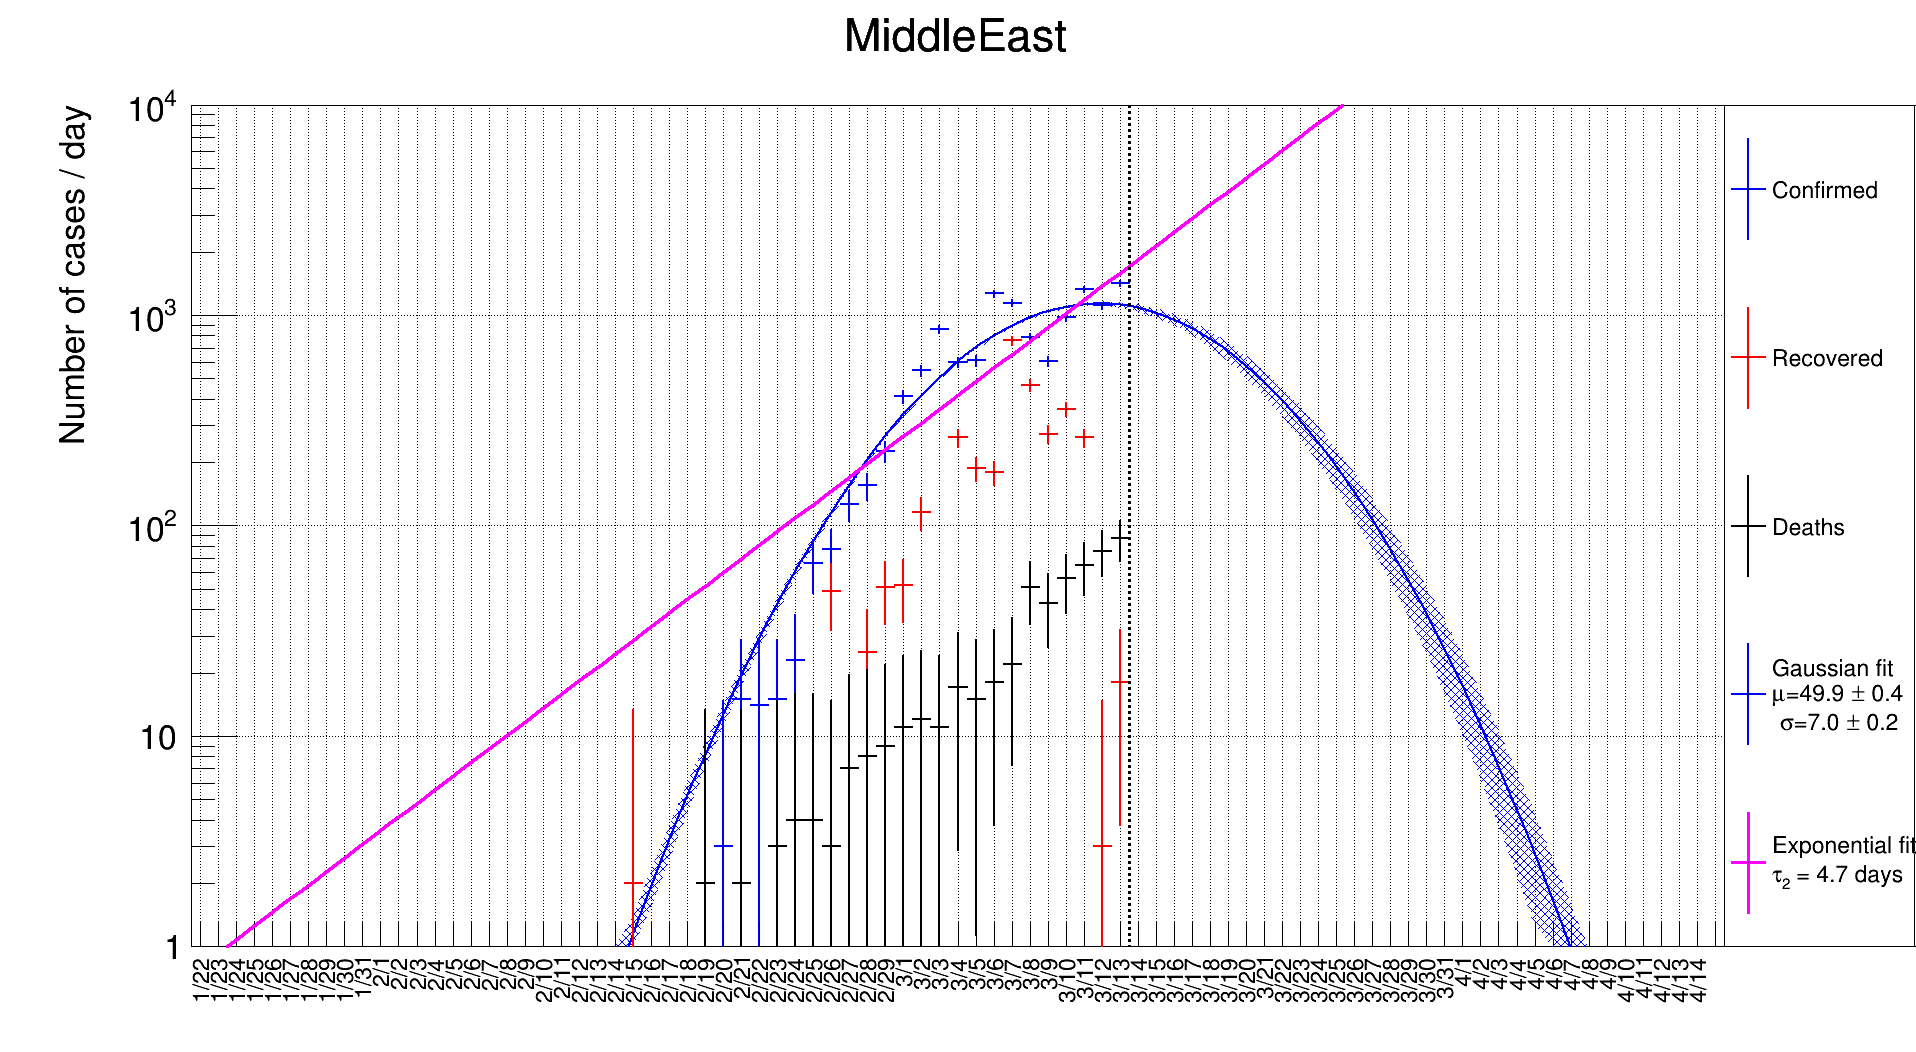 MiddleEast
Number of cases / day
10⁴
10³
10²
10
1
1/22 1/23 1/24 1/25 1/26 1/27 1/28 1/29 1/30 1/31 2/1 2/2 2/3 2/4 2/5 2/6 2/7 2/8 2/9 2/10 2/11 2/12 2/13 2/14 2/15 2/16 2/17 2/18 2/19 2/20 2/21 2/22 2/23 2/24 2/25 2/26 2/27 2/28 2/29 3/1 3/2 3/3 3/4 3/5 3/6 3/7 3/8 3/9 3/10 3/11 3/12 3/13 3/14 3/15 3/16 3/17 3/18 3/19 3/20 3/21 3/22 3/23 3/24 3/25 3/26 3/27 3/28 3/29 3/30 3/31 4/1 4/2 4/3 4/4 4/5 4/6 4/7 4/8 4/9 4/10 4/11 4/12 4/13 4/14
Confirmed
Recovered
Deaths
Gaussian fit
μ=49.9 ± 0.4
σ=7.0 ± 0.2
Exponential fit
τ₂ = 4.7 days